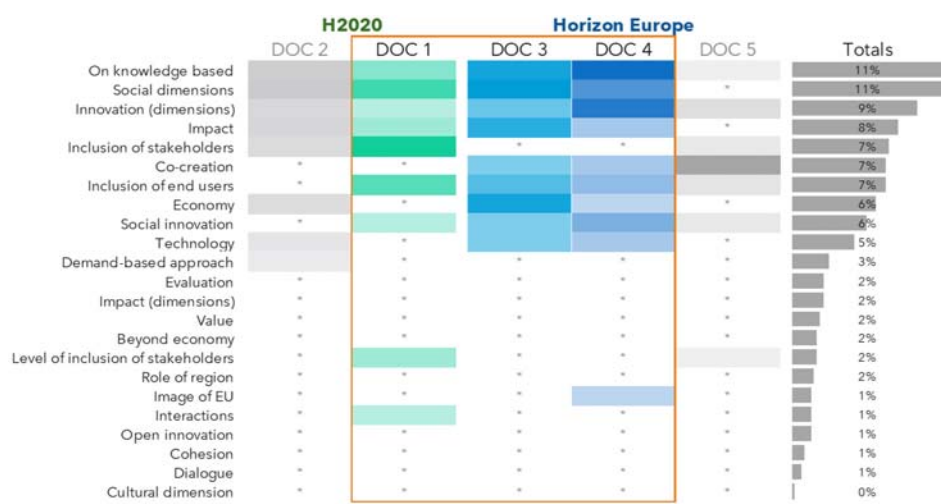 H2020 Horizon Europe
DOC 2 DOC 1 DOC 3 DOC 4 DOC 5 Totals
On knowledge based 11%
Social dimensions * 11%
Innovation (dimensions) 9%
Impact * 8%
Inclusion of stakeholders * * 7%
Co-creation * * 7%
Inclusion of end users * 7%
Economy * * 6%
Social innovation * 6%
Technology * * 5%
Demand-based approach * * * * 3%
Evaluation * * * * * 2%
Impact (dimensions) * * * * * 2%
Value * * * * * 2%
Beyond economy * * * * * 2%
Level of inclusion of stakeholders * * * 2%
Role of region * * * * * 2%
Image of EU * * * * 1%
Interactions * * * * 1%
Open innovation * * * * * 1%
Cohesion * * * * * 1%
Dialogue * * * * * 1%
Cultural dimension * * * * * 0%